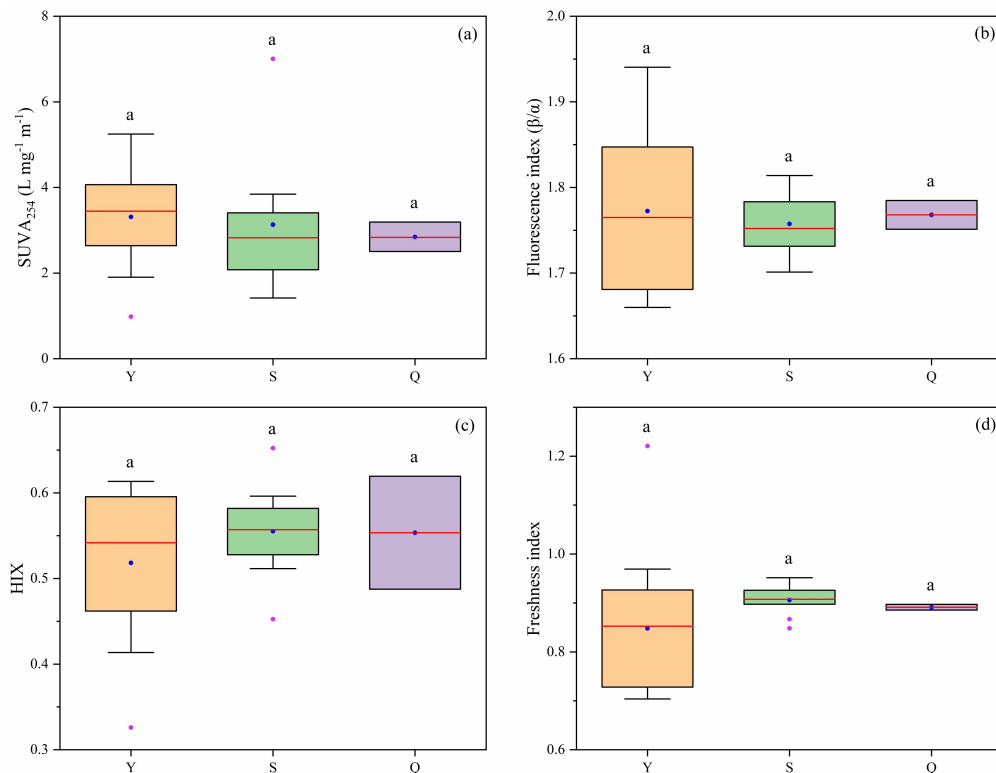 (a)
SUVA₂₅₄ (L mg⁻¹ m⁻¹)
8
6
4
2
0
a
a
a
Y
S
Q
(b)
Fluorescence index (β/α)
2.0
1.9
1.8
1.7
1.6
a
a
a
Y
S
Q
(c)
HIX
0.7
0.6
0.5
0.4
0.3
a
a
a
Y
S
Q
(d)
Freshness index
1.2
1.0
0.8
0.6
a
a
a
Y
S
Q